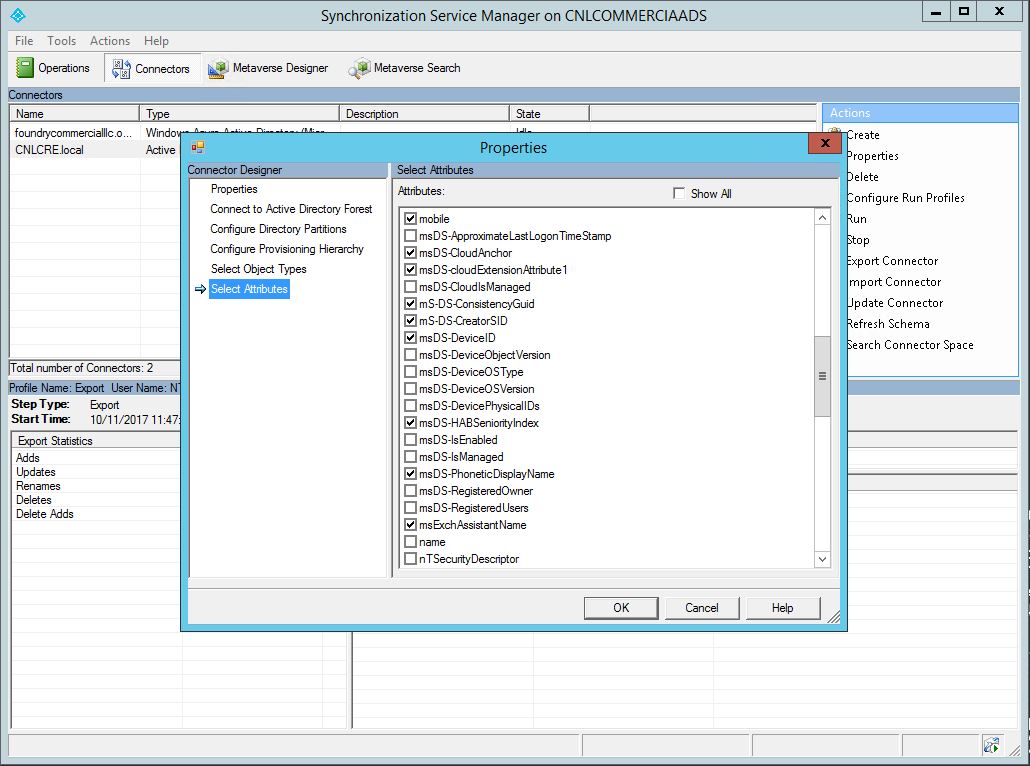 Synchronization Service Manager on CNLCOMMERCIAADS
File Tools Actions Help
Operations Connectors Metaverse Designer Metaverse Search
Connectors
Name Type Description State
foundrycommercialllc.o... Windows Azure Active Directory (Micr... Idle
CNLCRE.local Active
Actions
Create
Properties
Delete
Configure Run Profiles
Run
Stop
Export Connector
Import Connector
Update Connector
Refresh Schema
Search Connector Space
Properties
Connector Designer
Properties
Connect to Active Directory Forest
Configure Directory Partitions
Configure Provisioning Hierarchy
Select Object Types
Select Attributes
Select Attributes
Attributes: Show All
mobile
msDS-ApproximateLastLogonTimeStamp
msDS-CloudAnchor
msDS-cloudExtensionAttribute1
msDS-CloudIsManaged
mS-DS-ConsistencyGuid
mS-DS-CreatorSID
msDS-DeviceID
msDS-DeviceObjectVersion
msDS-DeviceOSType
msDS-DeviceOSVersion
msDS-DevicePhysicalIDs
msDS-HABSeniorityIndex
msDS-IsEnabled
msDS-IsManaged
msDS-PhoneticDisplayName
msDS-RegisteredOwner
msDS-RegisteredUsers
msExchAssistantName
name
nTSecurityDescriptor
OK Cancel Help
Total number of Connectors: 2
Profile Name: Export User Name: NT
Step Type: Export
Start Time: 10/11/2017 11:47:
Export Statistics
Adds
Updates
Renames
Deletes
Delete Adds